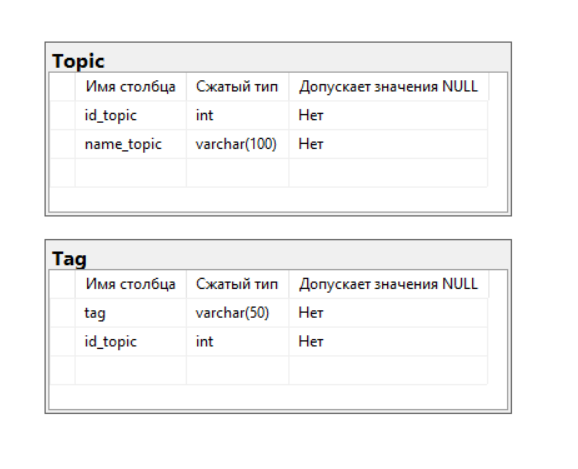 Topic
Имя столбца Сжатый тип Допускает значения NULL
id_topic int Нет
name_topic varchar(100) Нет
Tag
Имя столбца Сжатый тип Допускает значения NULL
tag varchar(50) Нет
id_topic int Нет